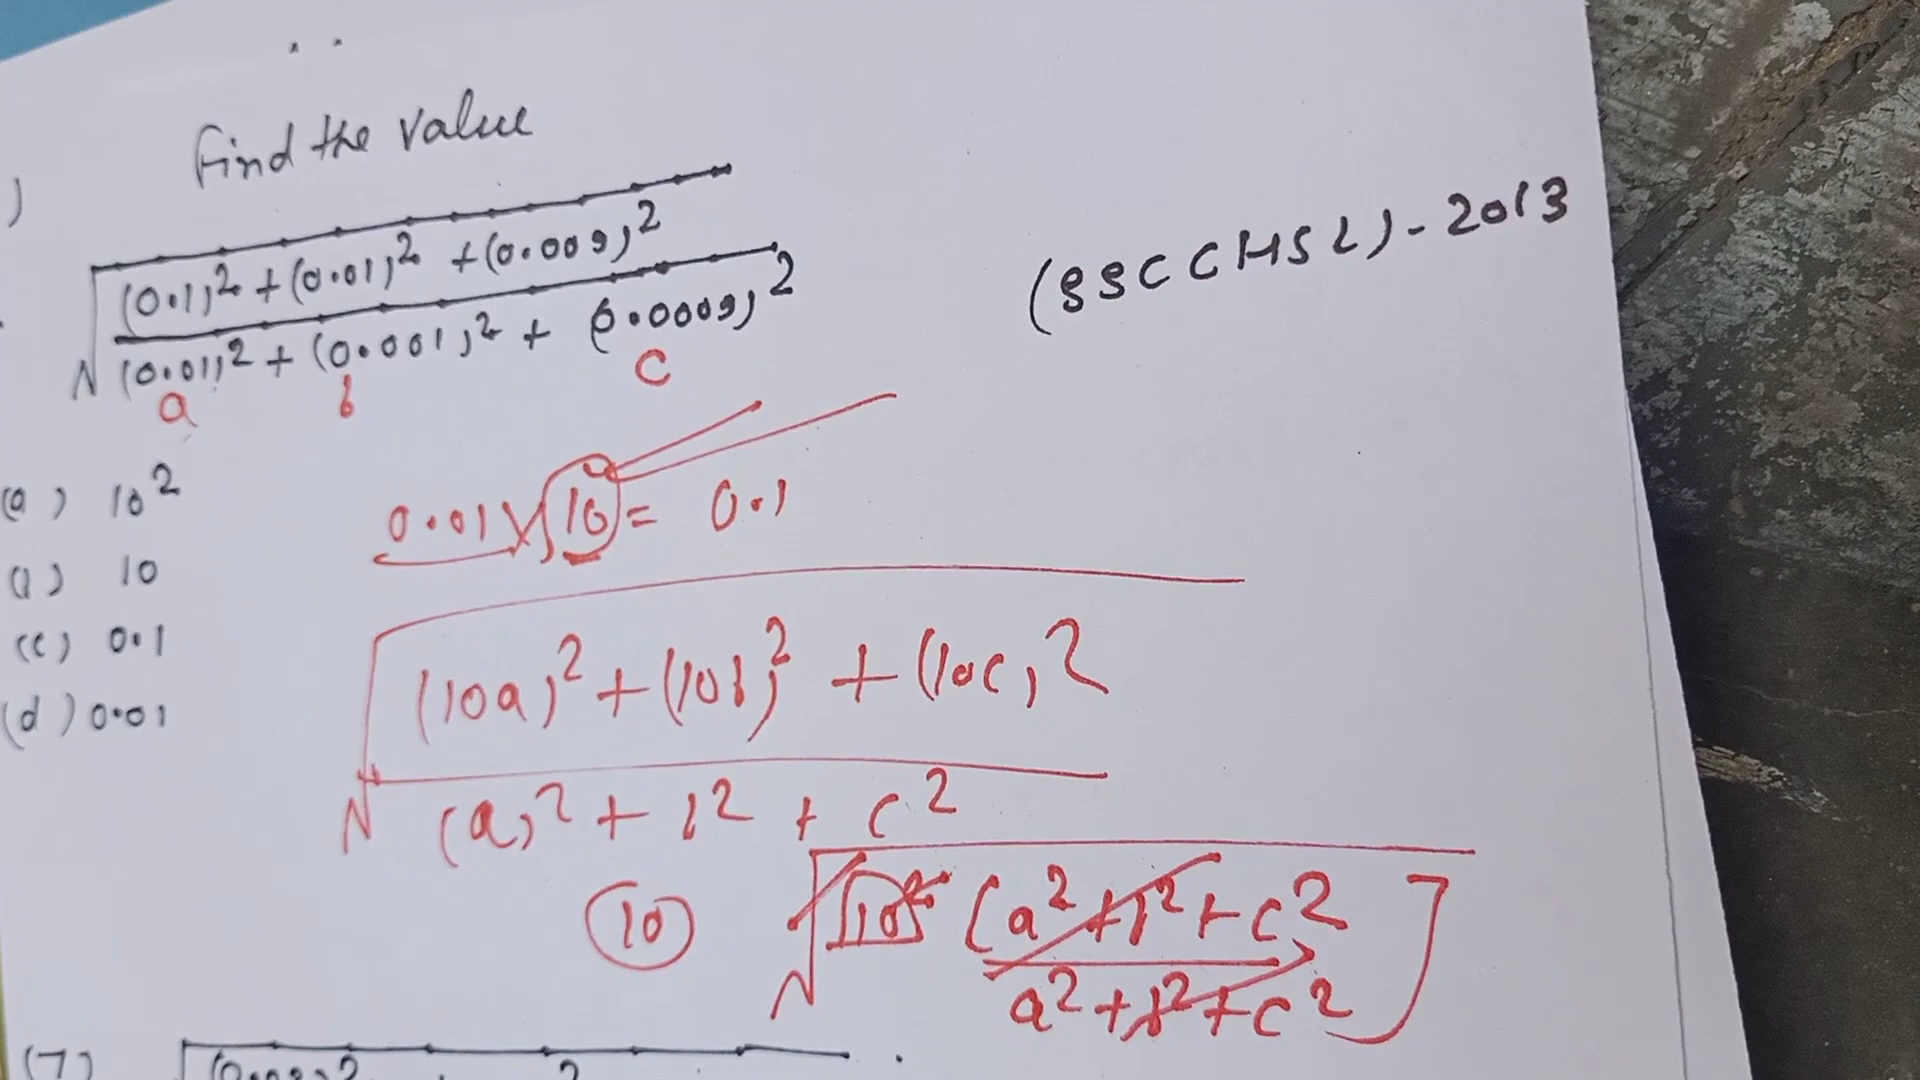 Find the value
)
√((0.1)² + (0.01)² + (0.009)²
(0.01)² + (0.001)² + (0.0009)²
(SSC CHSL) - 2013
a b c
(a) 10²
0.01 × 10 = 0.1
10
(c) 0.1
(10a)² + (10b)² + (10c)²
(d) 0.01
√ (a)² + b² + c²
10
√ 10² (a² + b² + c²
a² + b² + c² ]
(7)